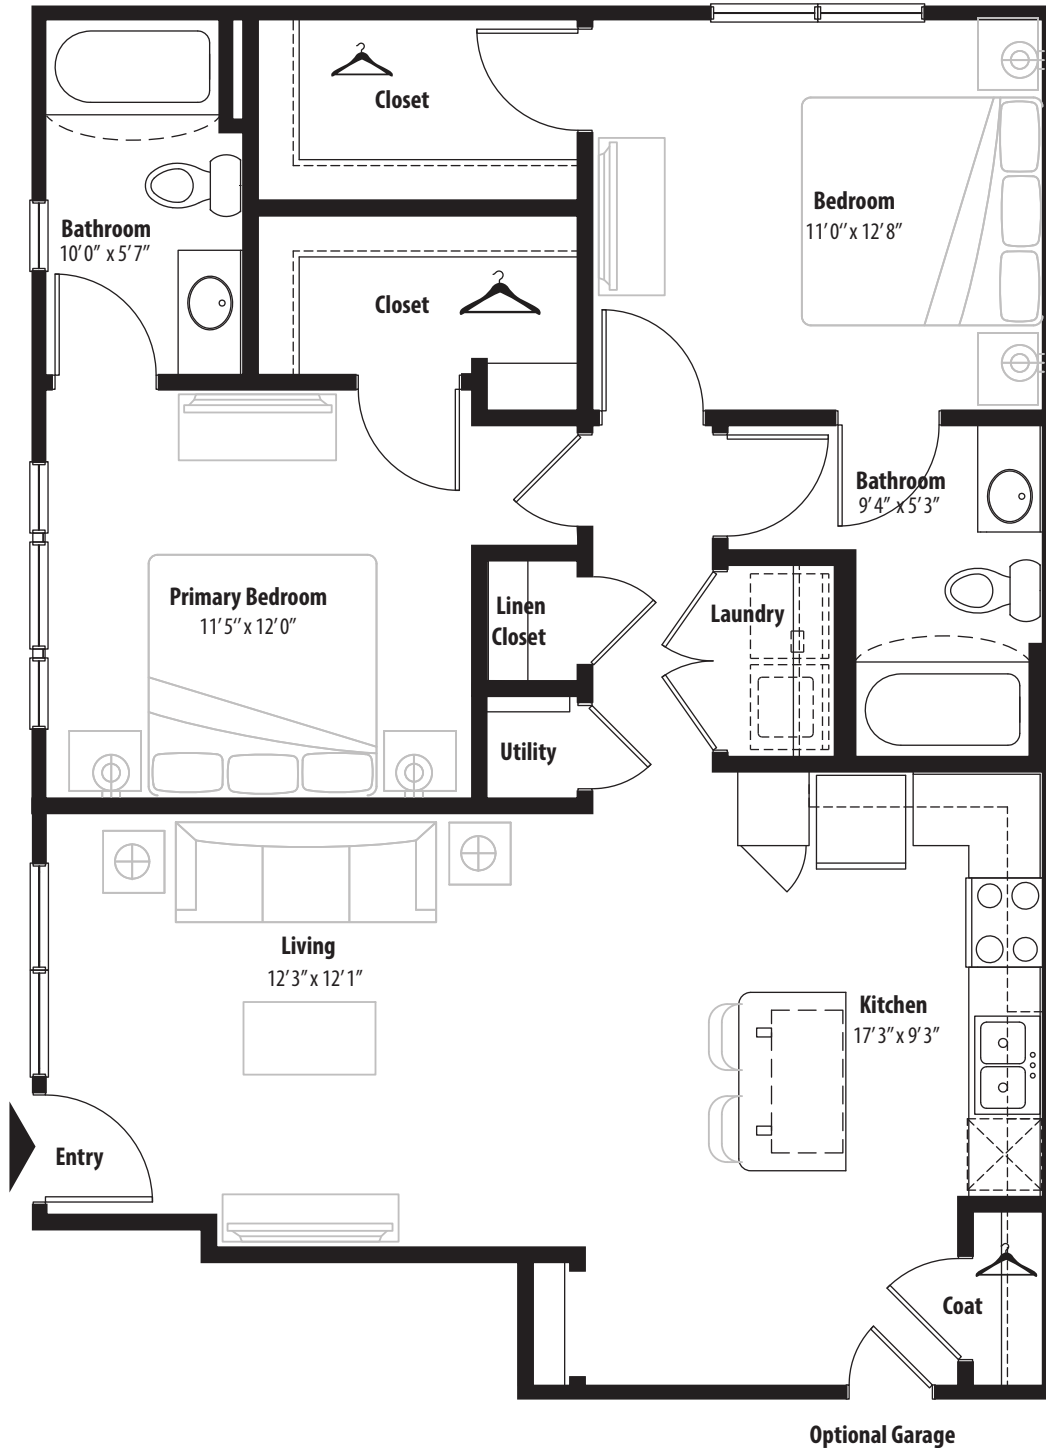 Closet
Bedroom
11'0" x 12'8"
Bathroom
10'0" x 5'7"
Closet
Bathroom
9'4" x 5'3"
Primary Bedroom
11'5" x 12'0"
Linen
Closet
Laundry
Utility
Living
12'3" x 12'1"
Kitchen
17'3" x 9'3"
Entry
Coat
Optional Garage